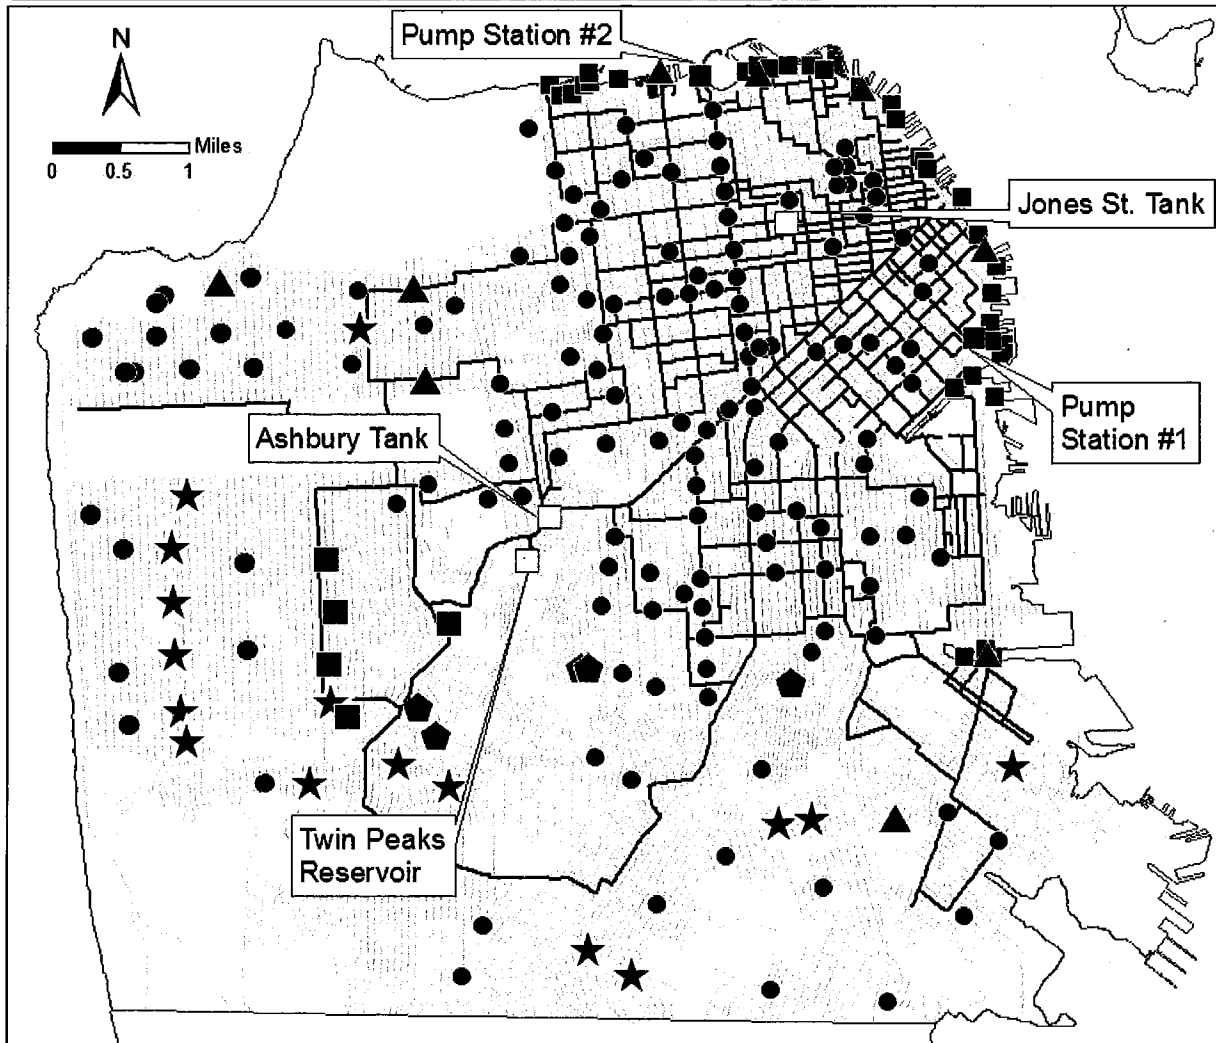 Pump Station #2
N
Miles
0 0.5 1
Jones St. Tank
Ashbury Tank
Pump
Station #1
Twin Peaks
Reservoir